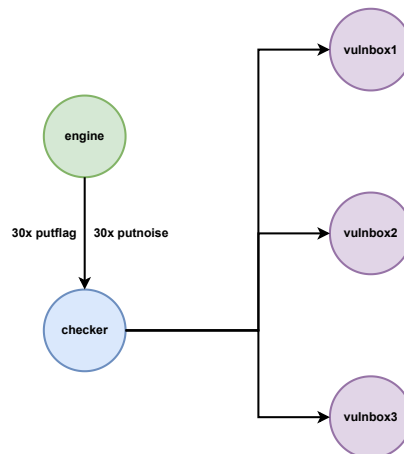 vulnbox1
engine
30x putflag
30x putnoise
vulnbox2
checker
vulnbox3